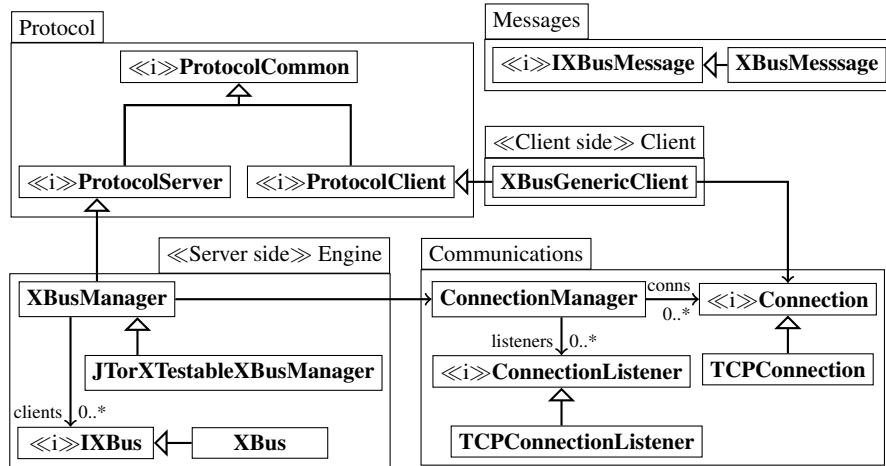 Protocol
≪i≫ProtocolCommon
≪i≫ProtocolServer
≪i≫ProtocolClient
Messages
≪i≫IXBusMessage
XBusMesssage
≪Client side≫ Client
XBusGenericClient
≪Server side≫ Engine
XBusManager
JTorXTestableXBusManager
clients
0..*
≪i≫IXBus
XBus
Communications
ConnectionManager
conns
0..*
≪i≫Connection
listeners
0..*
≪i≫ConnectionListener
TCPConnection
TCPConnectionListener